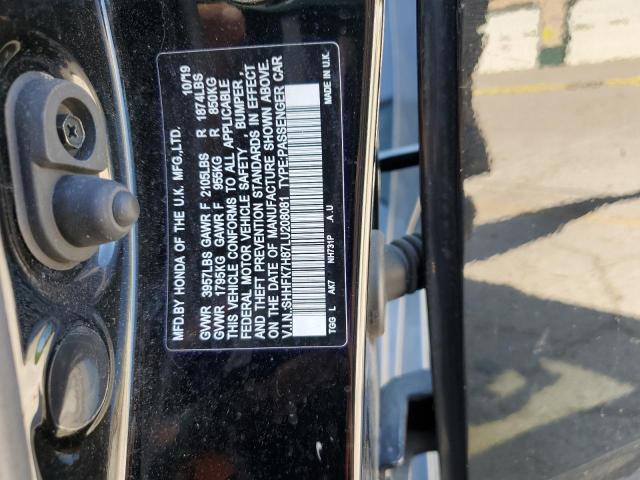 MFD.BY HONDA OF THE U.K. MFG.,LTD. 10/19
GVWR 3957LBS GAWR F 2105LBS R 1874LBS
GVWR 1795KG GAWR F 955KG R 850KG
THIS VEHICLE CONFORMS TO ALL APPLICABLE
FEDERAL MOTOR VEHICLE SAFETY , BUMPER ,
AND THEFT PREVENTION STANDARDS IN EFFECT
ON THE DATE OF MANUFACTURE SHOWN ABOVE.
V.I.N.SHHFK7H87LU208081 TYPE:PASSENGER CAR
TGG L AK7 NH731P .A.U MADE IN U.K.